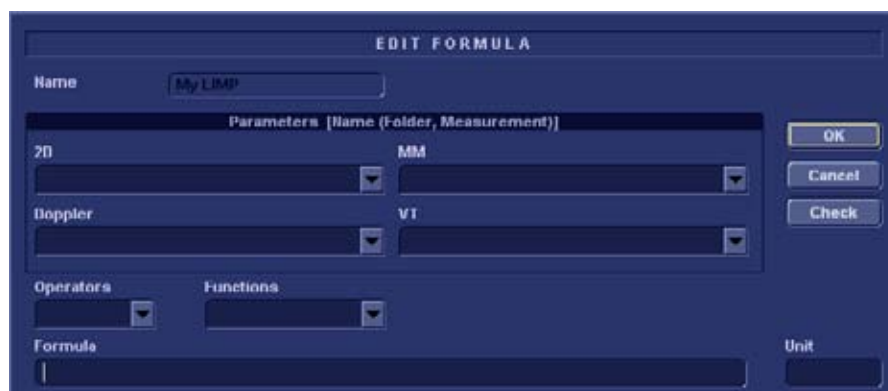 EDIT FORMULA
Name My LIMP
Parameters [Name (Folder, Measurement)]
OK
2D MM
Cancel
Doppler VT
Check
Operators Functions
Formula Unit